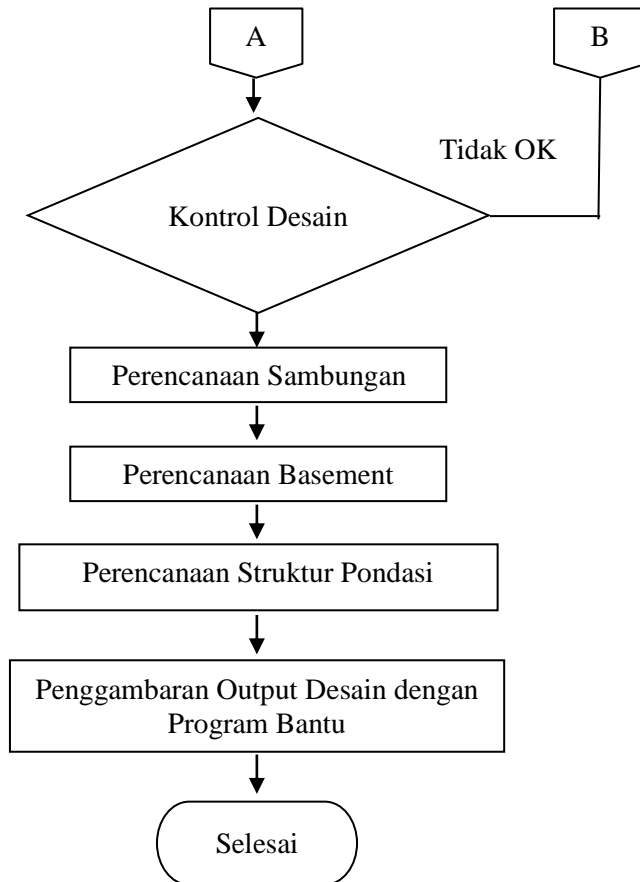 A
B
Tidak OK
Kontrol Desain
Perencanaan Sambungan
Perencanaan Basement
Perencanaan Struktur Pondasi
Penggambaran Output Desain dengan
Program Bantu
Selesai